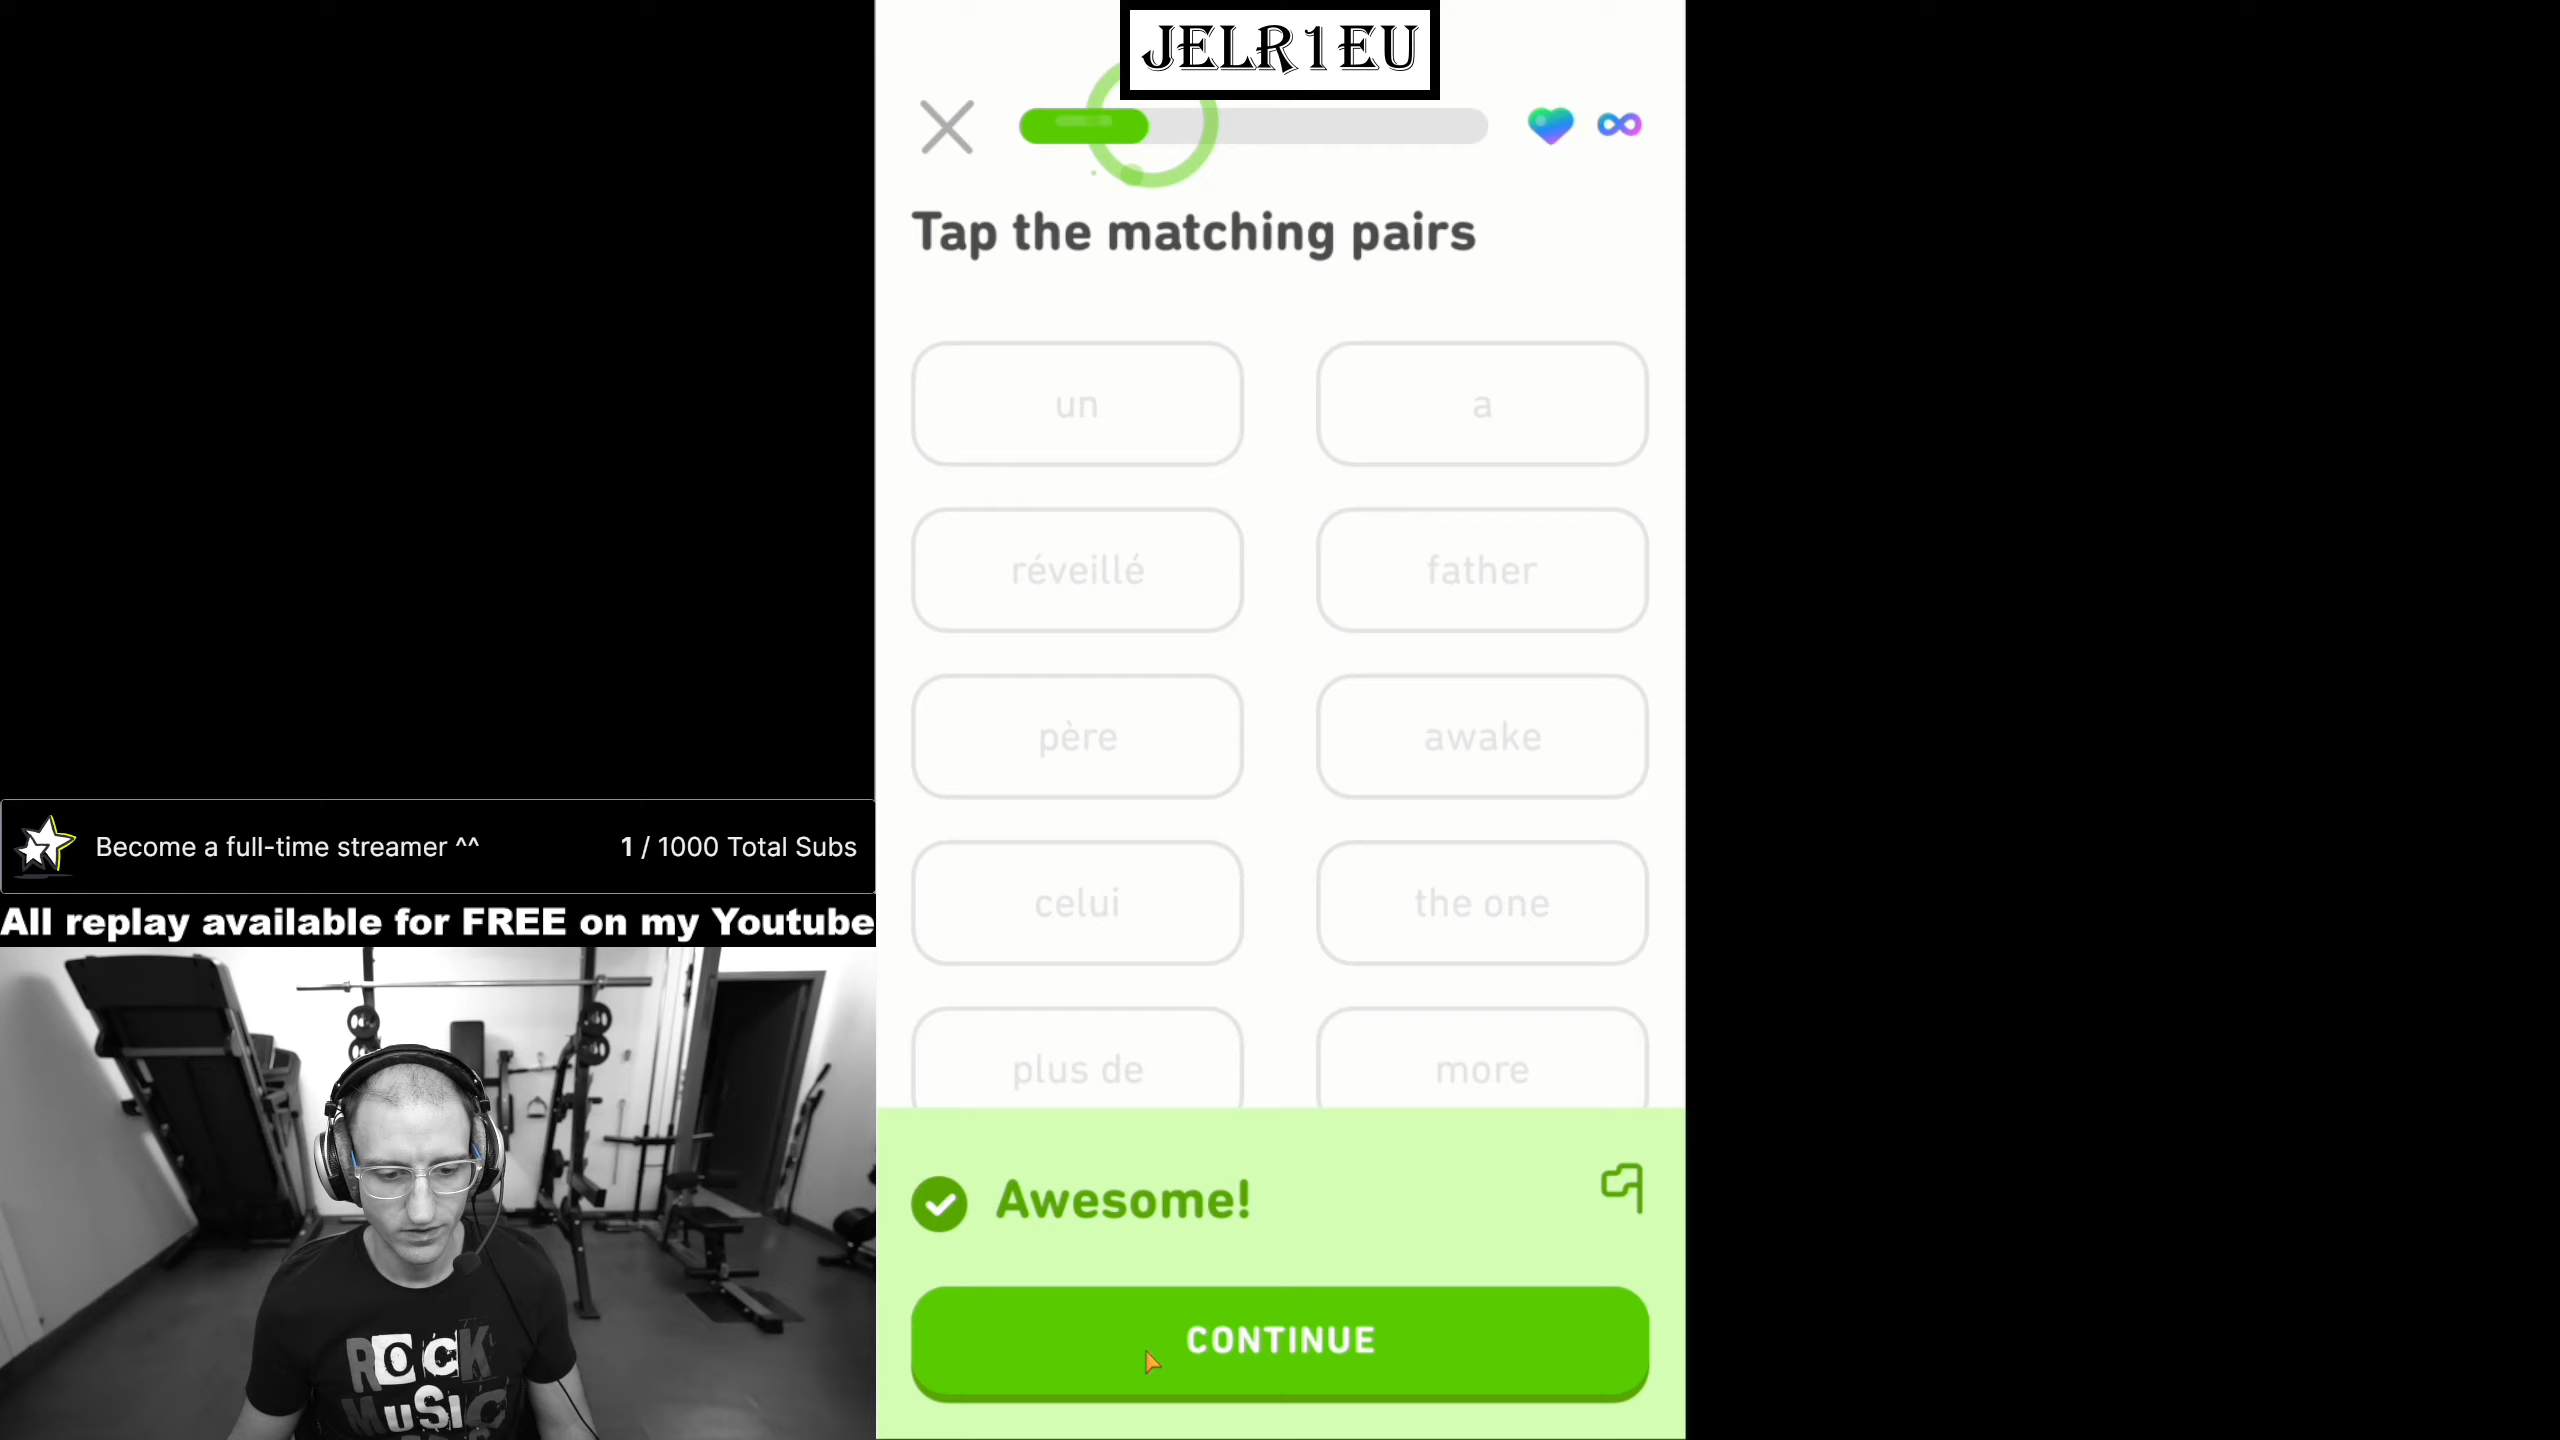 JELR1EU
Tap the matching pairs
un
a
réveillé
father
père
awake
celui
the one
plus de
more
Become a full-time streamer ^^
1 / 1000 Total Subs
All replay available for FREE on my Youtube
Awesome!
CONTINUE
ROCK
MUSIC